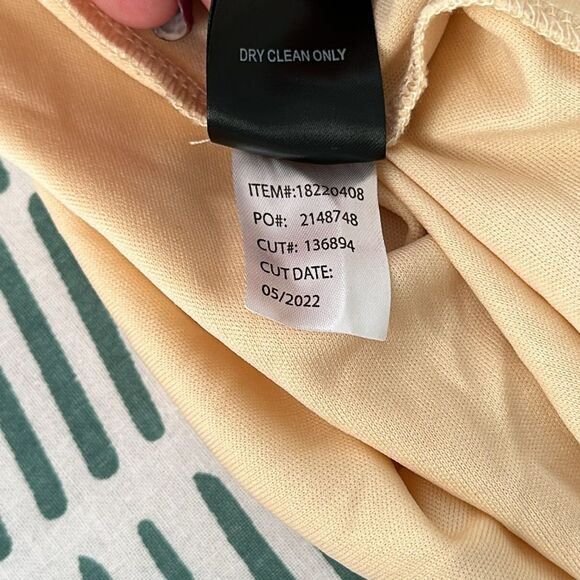 DRY CLEAN ONLY
ITEM#:18220408
PO#: 2148748
CUT#: 136894
CUT DATE:
05/2022